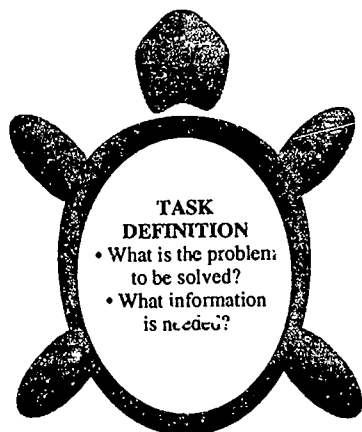 TASK
DEFINITION
• What is the problem
to be solved?
• What information
is needed?